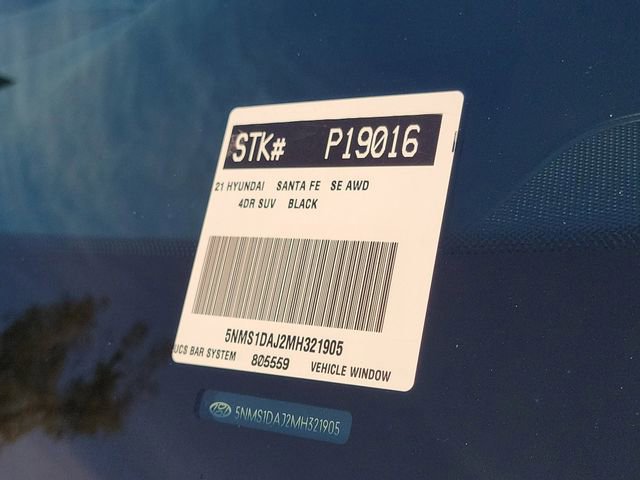 STK# P19016
21 HYUNDAI SANTA FE SE AWD
4DR SUV BLACK
5NMS1DAJ2MH321905
UCS BAR SYSTEM 805559 VEHICLE WINDOW
5NMS1DAJ2MH321905